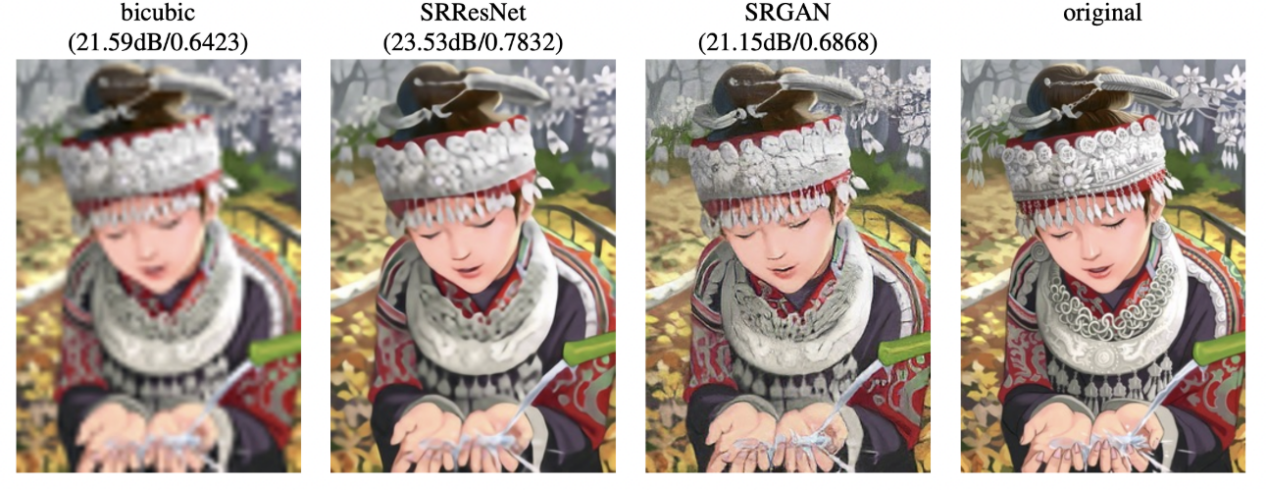 bicubic
(21.59dB/0.6423)
SRResNet
(23.53dB/0.7832)
SRGAN
(21.15dB/0.6868)
original